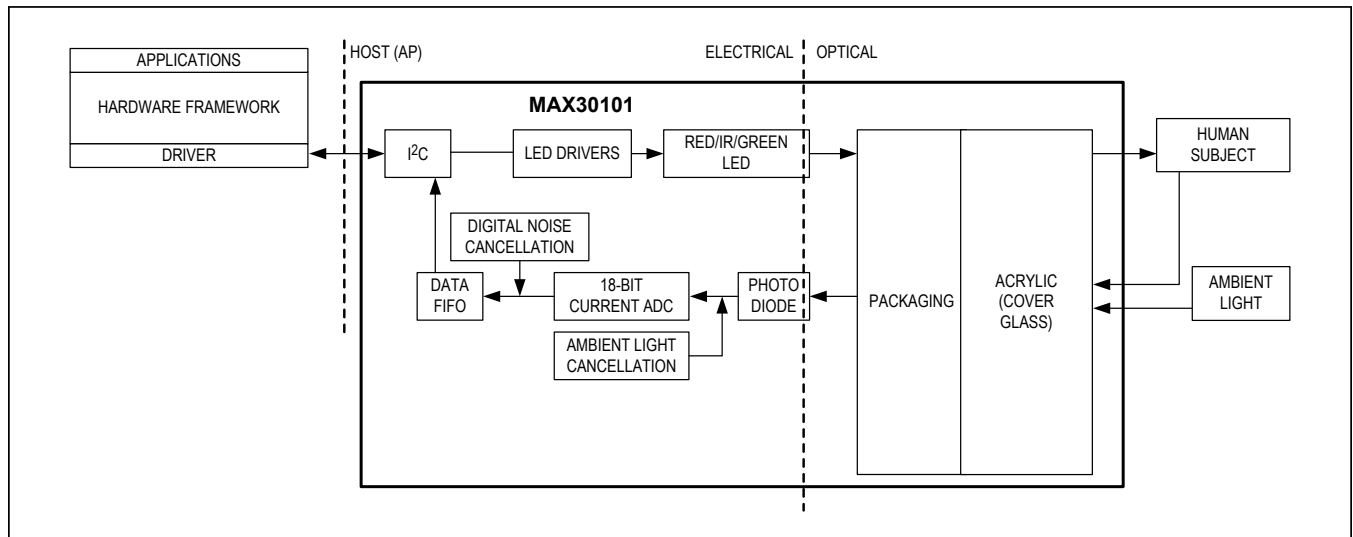 HOST (AP)
ELECTRICAL
OPTICAL
APPLICATIONS
HARDWARE FRAMEWORK
DRIVER
MAX30101
I²C
LED DRIVERS
RED/IR/GREEN
LED
HUMAN
SUBJECT
DIGITAL NOISE
CANCELLATION
DATA
FIFO
18-BIT
CURRENT ADC
PHOTO
DIODE
PACKAGING
ACRYLIC
(COVER
GLASS)
AMBIENT
LIGHT
AMBIENT LIGHT
CANCELLATION